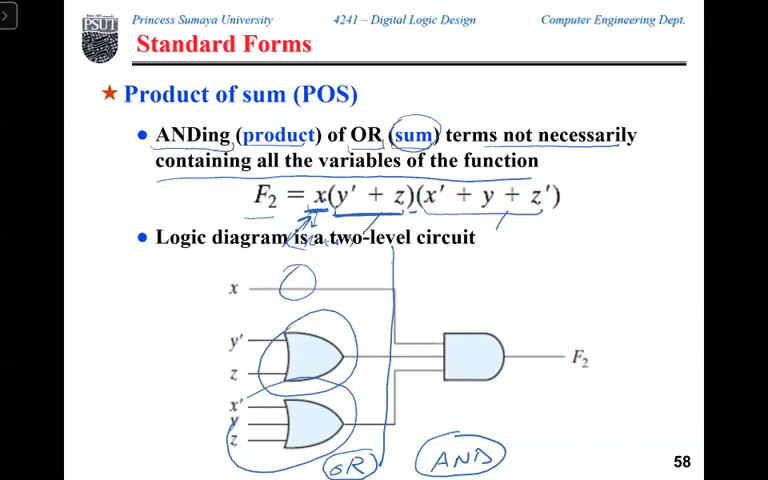 Princess Sumaya University 4241 – Digital Logic Design Computer Engineering Dept.
PSUT
Standard Forms
★ Product of sum (POS)
● ANDing (product) of OR (sum) terms not necessarily
containing all the variables of the function
F₂ = x(y′ + z)(x′ + y + z′)
● Logic diagram is a two-level circuit
x
y′
z
x′
y
z
F₂
OR
AND
58